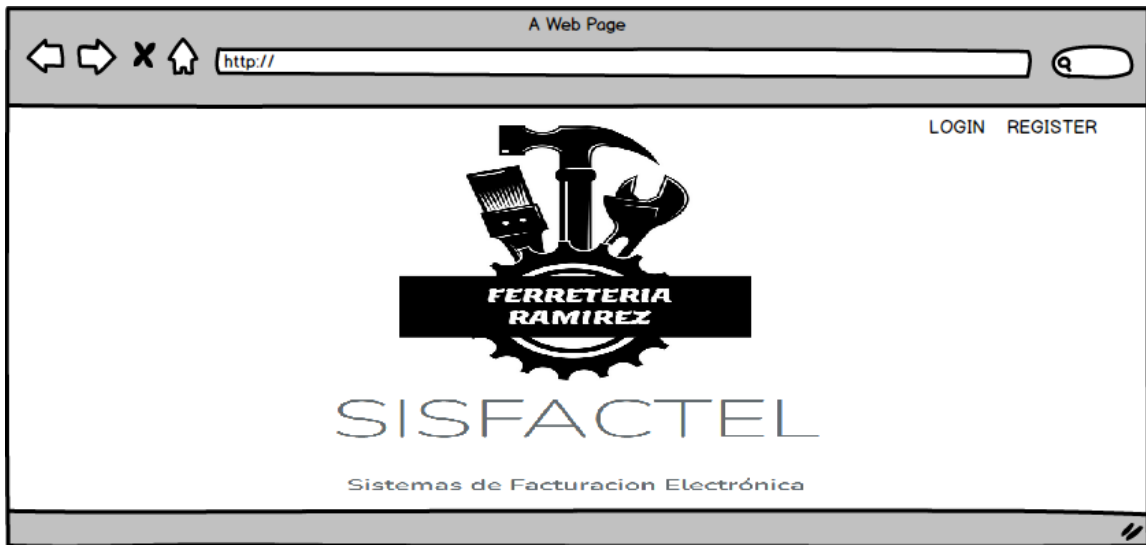 A Web Page
http://
LOGIN REGISTER
FERRETERIA
RAMIREZ
SISFACTEL
Sistemas de Facturacion Electrónica